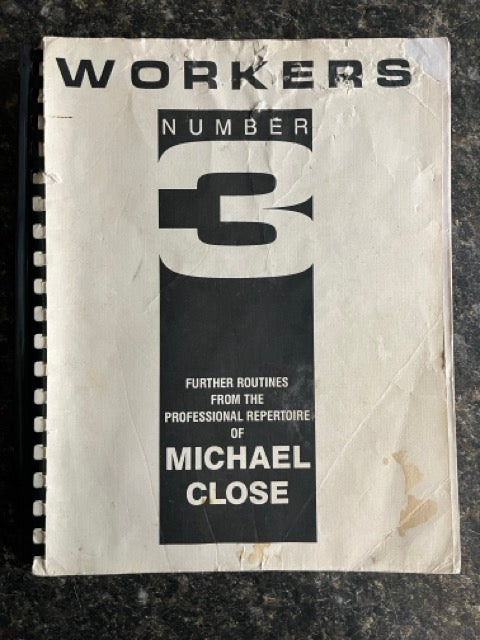 WORKERS
NUMBER
3
FURTHER ROUTINES
FROM THE
PROFESSIONAL REPERTOIRE
OF
MICHAEL
CLOSE